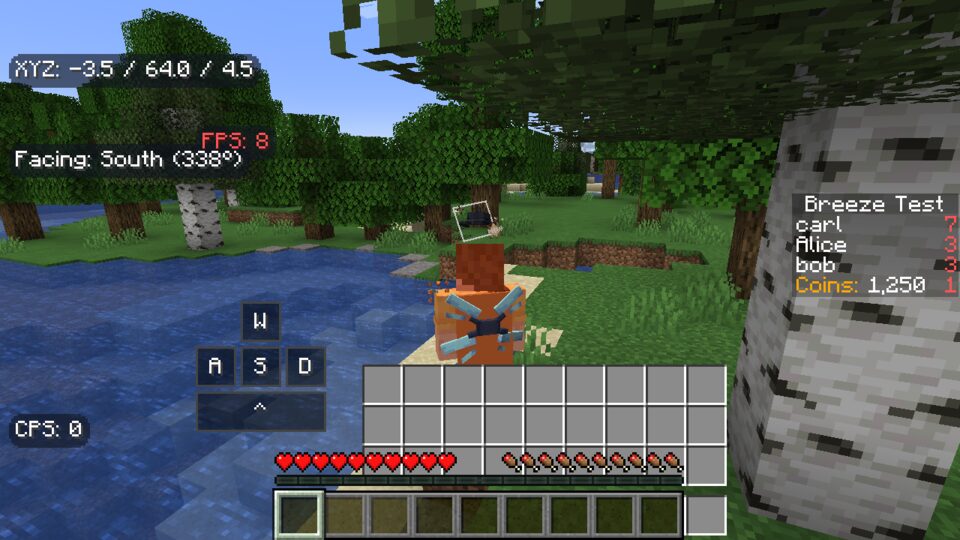 XYZ: -3.5 / 64.0 / 4.5
FPS: 8
Facing: South (338º)
Breeze Test
carl 7
Alice 3
bob 3
Coins: 1,250 1
W
A S D
^
CPS: 0